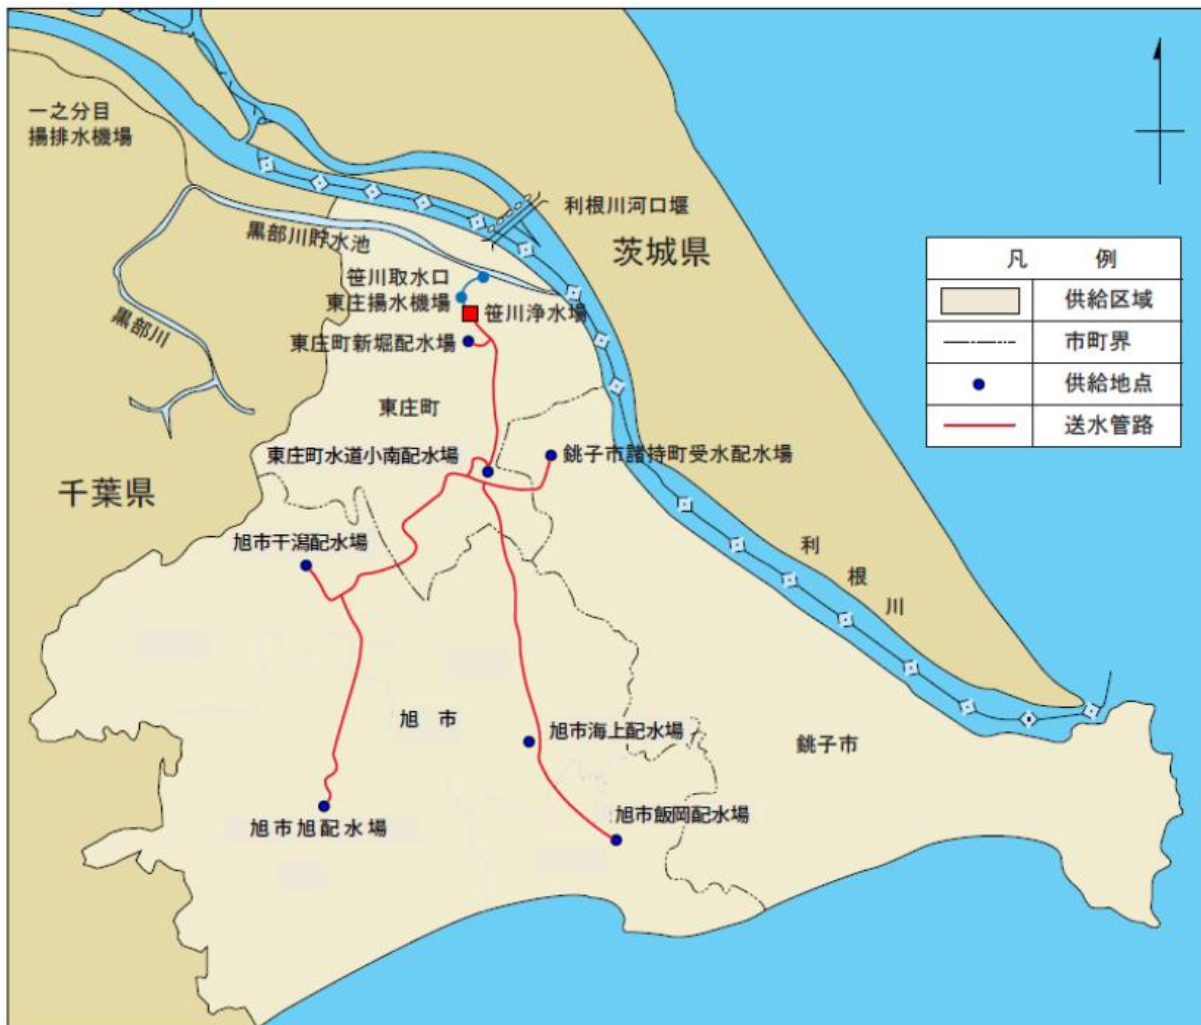 一之分目
揚排水機場
利根川河口堰
黒部川貯水池
茨城県
笹川取水口
東庄揚水機場
笹川浄水場
黒部川
東庄町新堀配水場
東庄町
東庄町水道小南配水場
銚子市諸持町受水配水場
千葉県
旭市干潟配水場
利根川
旭 市
旭市海上配水場
銚子市
旭市飯岡配水場
旭市旭配水場
凡 例
供給区域
市町界
供給地点
送水管路